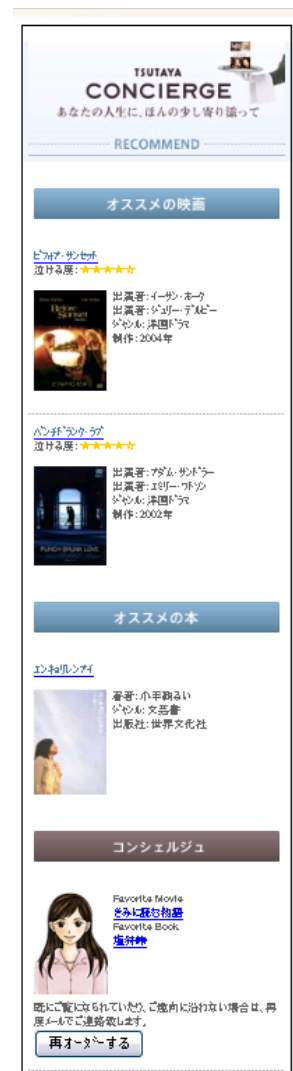 TSUTAYA
CONCIERGE
あなたの人生に、ほんの少し寄り添って
RECOMMEND
オススメの映画
ﾋﾞﾌｫｱ･ｻﾝｾｯﾄ
泣ける度:★★★★☆
Before
Sunset
出演者:ｲｰｻﾝ･ﾎｰｸ
出演者:ｼﾞｭﾘｰ･ﾃﾞﾙﾋﾟｰ
ｼﾞｬﾝﾙ:洋画ﾄﾞﾗﾏ
制作:2004年
ﾊﾟﾝﾁﾄﾞﾗﾝｸ･ﾗﾌﾞ
泣ける度:★★★★☆
出演者:ｱﾀﾞﾑ･ｻﾝﾄﾞﾗｰ
出演者:ｴﾐﾘｰ･ﾜﾄｿﾝ
ｼﾞｬﾝﾙ:洋画ﾄﾞﾗﾏ
制作:2002年
PUNCH-DRUNK LOVE
オススメの本
ｴﾝｷｮﾘﾚﾝｱｲ
著者:小手鞠るい
ｼﾞｬﾝﾙ:文芸書
出版社:世界文化社
コンシェルジュ
Favorite Movie
きみに読む物語
Favorite Book
塩狩峠
既にご覧になられていたり、ご意向に沿わない場合は、再
度ﾒｰﾙでご連絡致します。
再ｵｰﾀﾞｰする